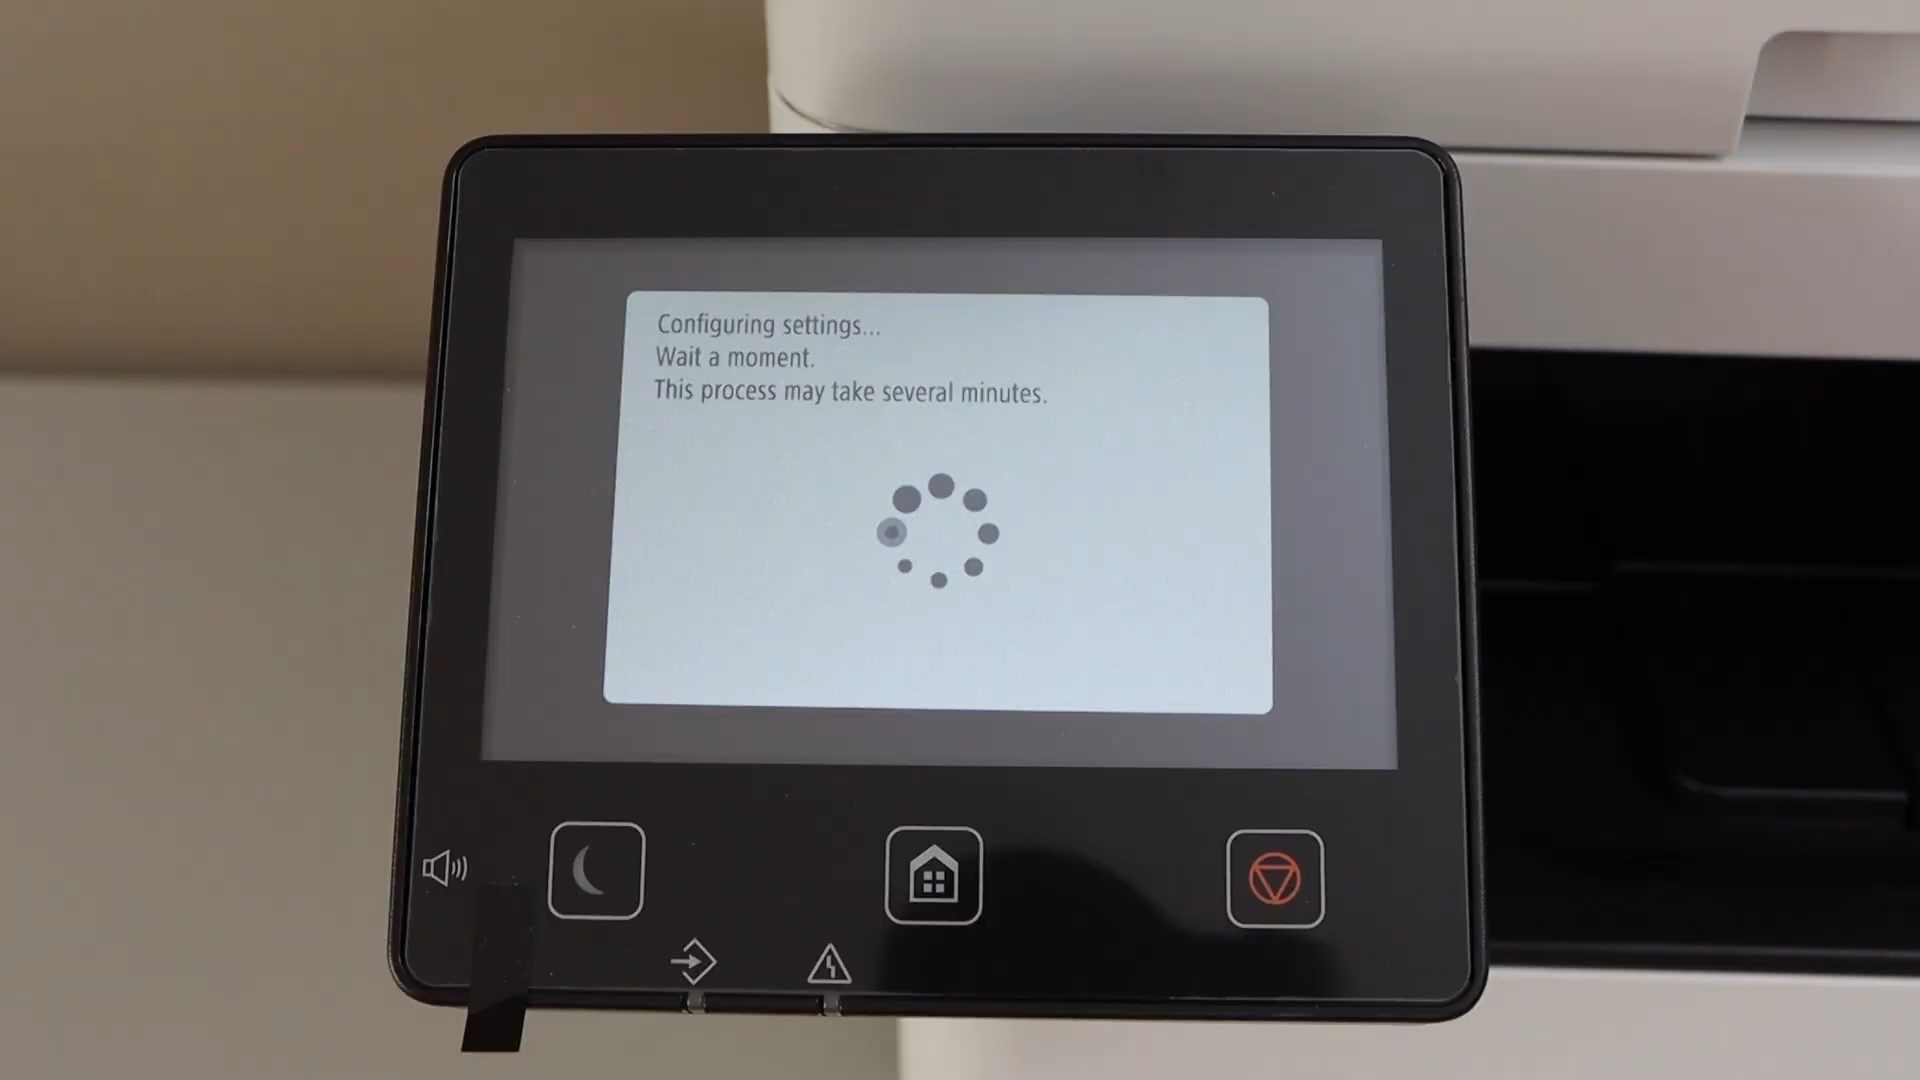 Configuring settings...
Wait a moment.
This process may take several minutes.